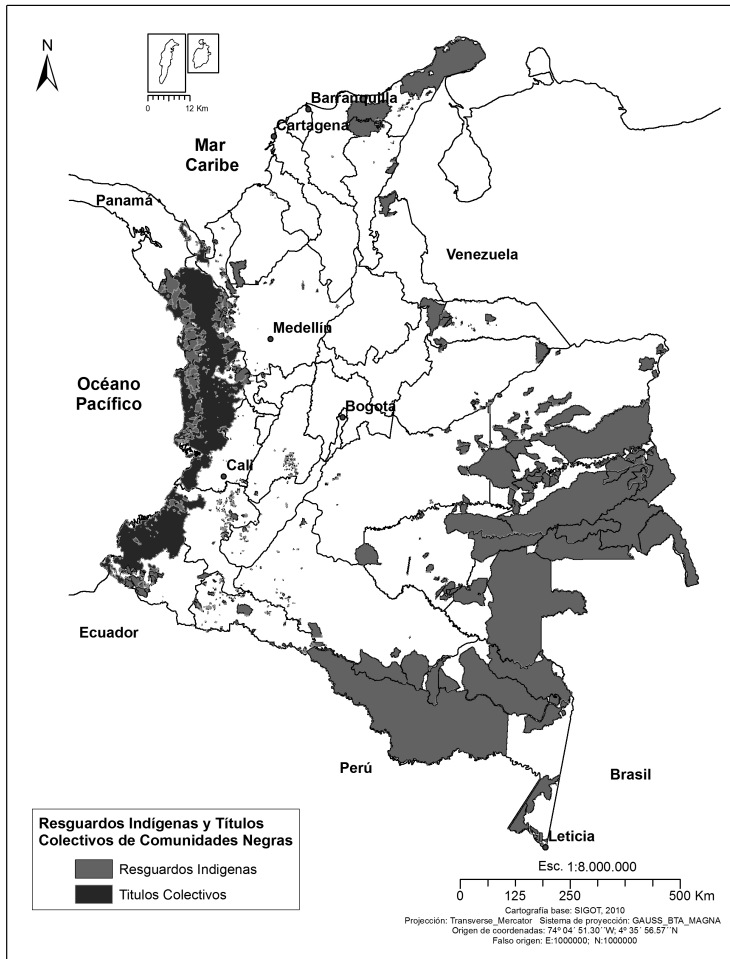 N
0 12 Km
Barranquilla
Cartagena
Mar
Caribe
Panamá
Venezuela
Medellín
Océano
Pacífico
Bogotá
Cali
Ecuador
Perú
Brasil
Leticia
Resguardos Indígenas y Títulos
Colectivos de Comunidades Negras
Resguardos Indigenas
Titulos Colectivos
Esc. 1:8.000.000
0 125 250 500 Km
Cartografía base: SIGOT, 2010
Projección: Transverse_Mercator Sistema de proyección: GAUSS_BTA_MAGNA
Origen de coordenadas: 74º 04´ 51.30´´W; 4º 35´ 56.57´´N
Falso origen: E:1000000; N:1000000